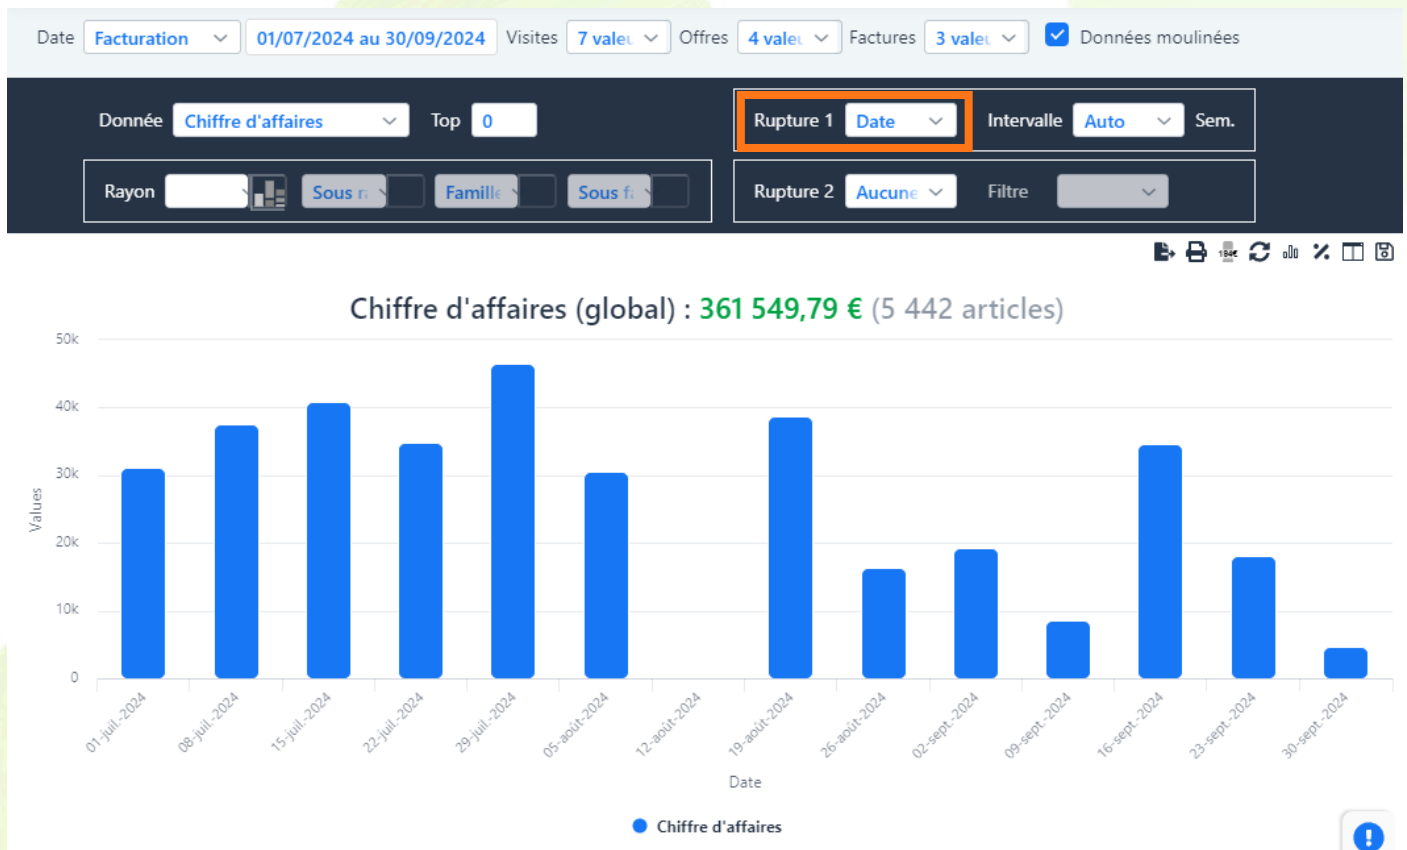 Date Facturation 01/07/2024 au 30/09/2024 Visites 7 Offres 4 Factures 3 Données moulinées
Donnée Chiffre d'affaires Top 0 Rupture 1 Date Intervalle Auto Sem.
Rayon Sous Famille Sous Rupture 2 Aucune Filtre
Chiffre d'affaires (global) : 361 549,79 € (5 442 articles)
50k
40k
30k
20k
10k
0
Values
01-juil.-2024 08-juil.-2024 15-juil.-2024 22-juil.-2024 29-juil.-2024 05-août-2024 12-août-2024 19-août-2024 26-août-2024 02-sept.-2024 09-sept.-2024 16-sept.-2024 23-sept.-2024 30-sept.-2024
Date
Chiffre d'affaires